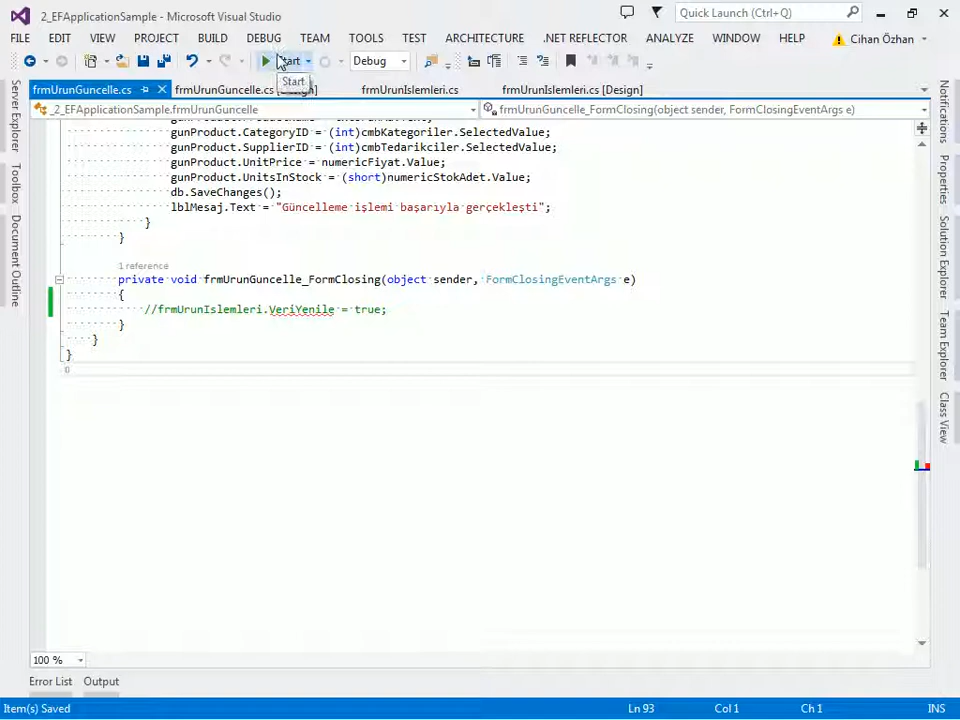 2_EFApplicationSample - Microsoft Visual Studio
Quick Launch (Ctrl+Q)
FILE EDIT VIEW PROJECT BUILD DEBUG TEAM TOOLS TEST ARCHITECTURE .NET REFLECTOR ANALYZE WINDOW HELP Cihan Özhan
Debug
Start
frmUrunGuncelle.cs frmUrunIslemleri.cs frmUrunIslemleri.cs [Design]
_2_EFApplicationSample.frmUrunGuncelle frmUrunGuncelle_FormClosing(object sender, FormClosingEventArgs e)
gunProduct.CategoryID = (int)cmbKategoriler.SelectedValue;
gunProduct.SupplierID = (int)cmbTedarikciler.SelectedValue;
gunProduct.UnitPrice = numericFiyat.Value;
gunProduct.UnitsInStock = (short)numericStokAdet.Value;
db.SaveChanges();
lblMesaj.Text = "Güncelleme işlemi başarıyla gerçekleşti";
}
}
1 reference
private void frmUrunGuncelle_FormClosing(object sender, FormClosingEventArgs e)
{
//frmUrunIslemleri.VeriYenile = true;
}
}
}
0
Server Explorer
Toolbox
Document Outline
Notifications
Properties
Solution Explorer
Team Explorer
Class View
100 %
Error List Output
Item(s) Saved Ln 93 Col 1 Ch 1 INS